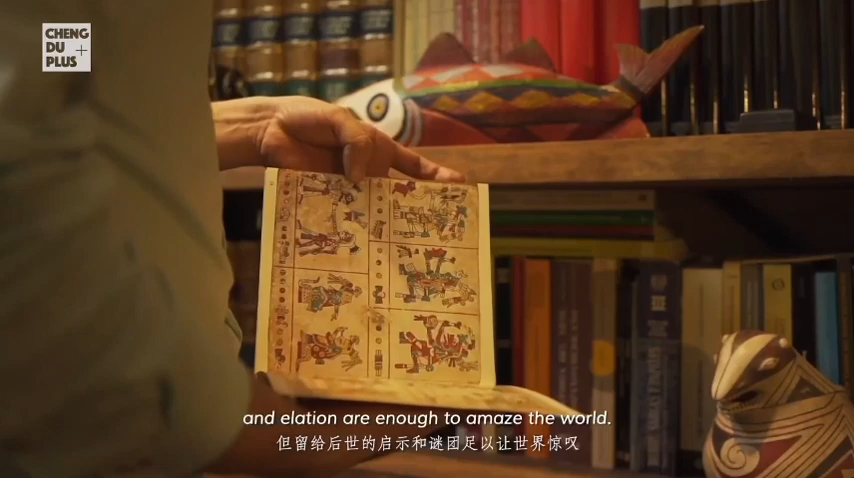 CHENG
DU +
PLUS
and elation are enough to amaze the world.
但留给后世的启示和谜团足以让世界惊叹